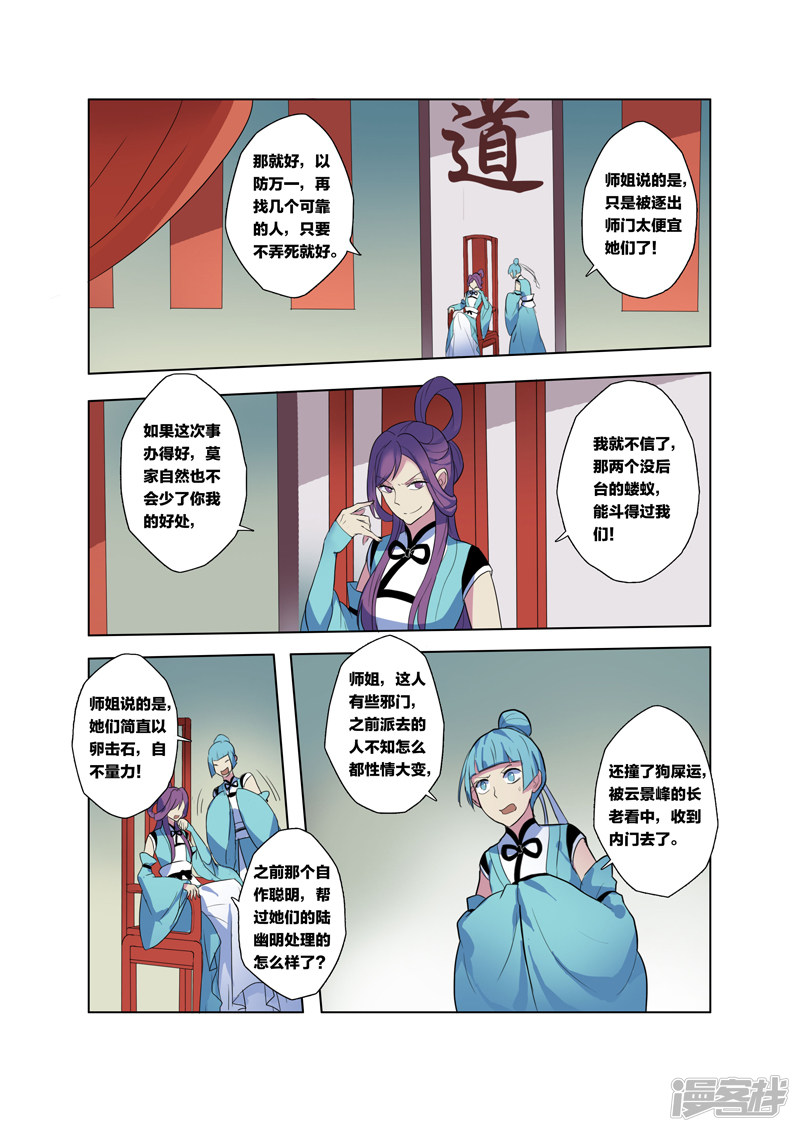 道
那就好，以
防万一，再
找几个可靠
的人，只要
不弄死就好。
师姐说的是，
只是被逐出
师门太便宜
她们了！
如果这次事
办得好，莫
家自然也不
会少了你我
的好处，
我就不信了，
那两个没后
台的蝼蚁，
能斗得过我
们！
师姐说的是，
她们简直以
卵击石，自
不量力！
之前那个自
作聪明，帮
过她们的陆
幽明处理的
怎么样了？
师姐，这人
有些邪门，
之前派去的
人不知怎么
都性情大变，
还撞了狗屎运，
被云景峰的长
老看中，收到
内门去了。
漫客栈